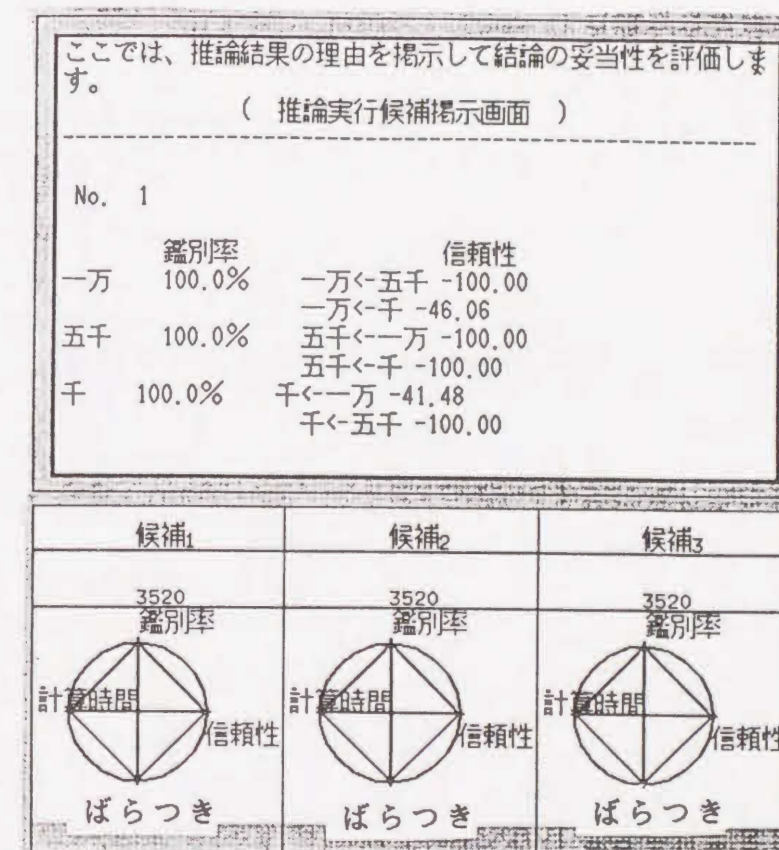 ここでは、推論結果の理由を掲示して結論の妥当性を評価しま
す。
( 推論実行候補掲示画面 )
No. 1
鑑別率 信頼性
一万 100.0% 一万<-五千 -100.00
一万<-千 -46.06
五千 100.0% 五千<-一万 -100.00
五千<-千 -100.00
千 100.0% 千<-一万 -41.48
千<-五千 -100.00
候補1 候補2 候補3
3520 3520 3520
鑑別率 鑑別率 鑑別率
計算時間 計算時間 計算時間
信頼性 信頼性 信頼性
ばらつき ばらつき ばらつき